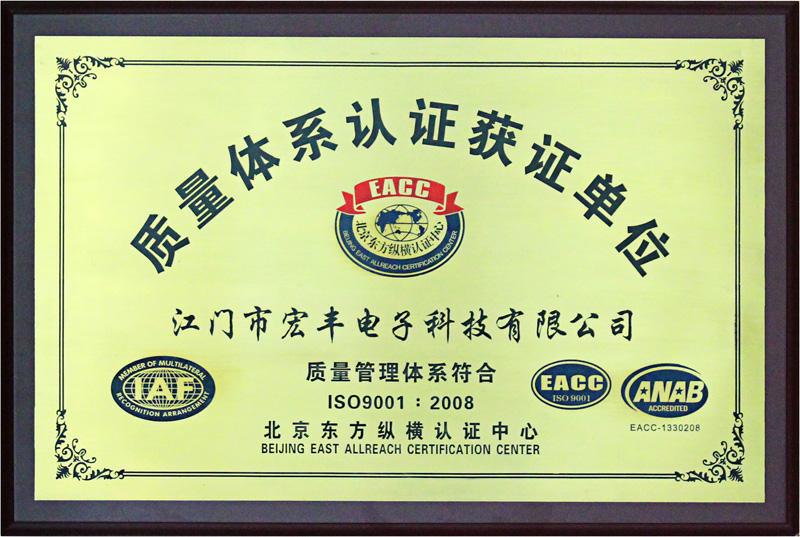 质量体系认证获证单位
EACC
北京东方纵横认证中心
BEIJING EAST ALLREACH CERTIFICATION CENTER
江门市宏丰电子科技有限公司
质量管理体系符合
ISO9001：2008
北京东方纵横认证中心
BEIJING EAST ALLREACH CERTIFICATION CENTER
MEMBER OF MULTILATERAL
IAF
RECOGNITION ARRANGEMENT
EACC
ISO 9001
ANAB
ACCREDITED
EACC-1330208